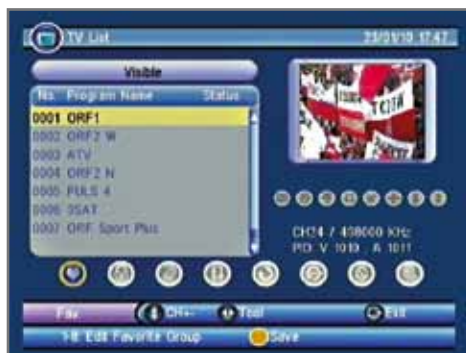 TV List
23/01/10 17:47
Visible
No. Program Name Status
0001 ORF1
0002 ORF2 W
0003 ATV
0004 ORF2 N
0005 PULS 4
0006 3SAT
0007 ORF Sport Plus
CH24 / 498000 KHz
PID: V 1010 , A 1011
Fav
CH+-
Tool
Exit
1-8: Edit Favorite Group
Save